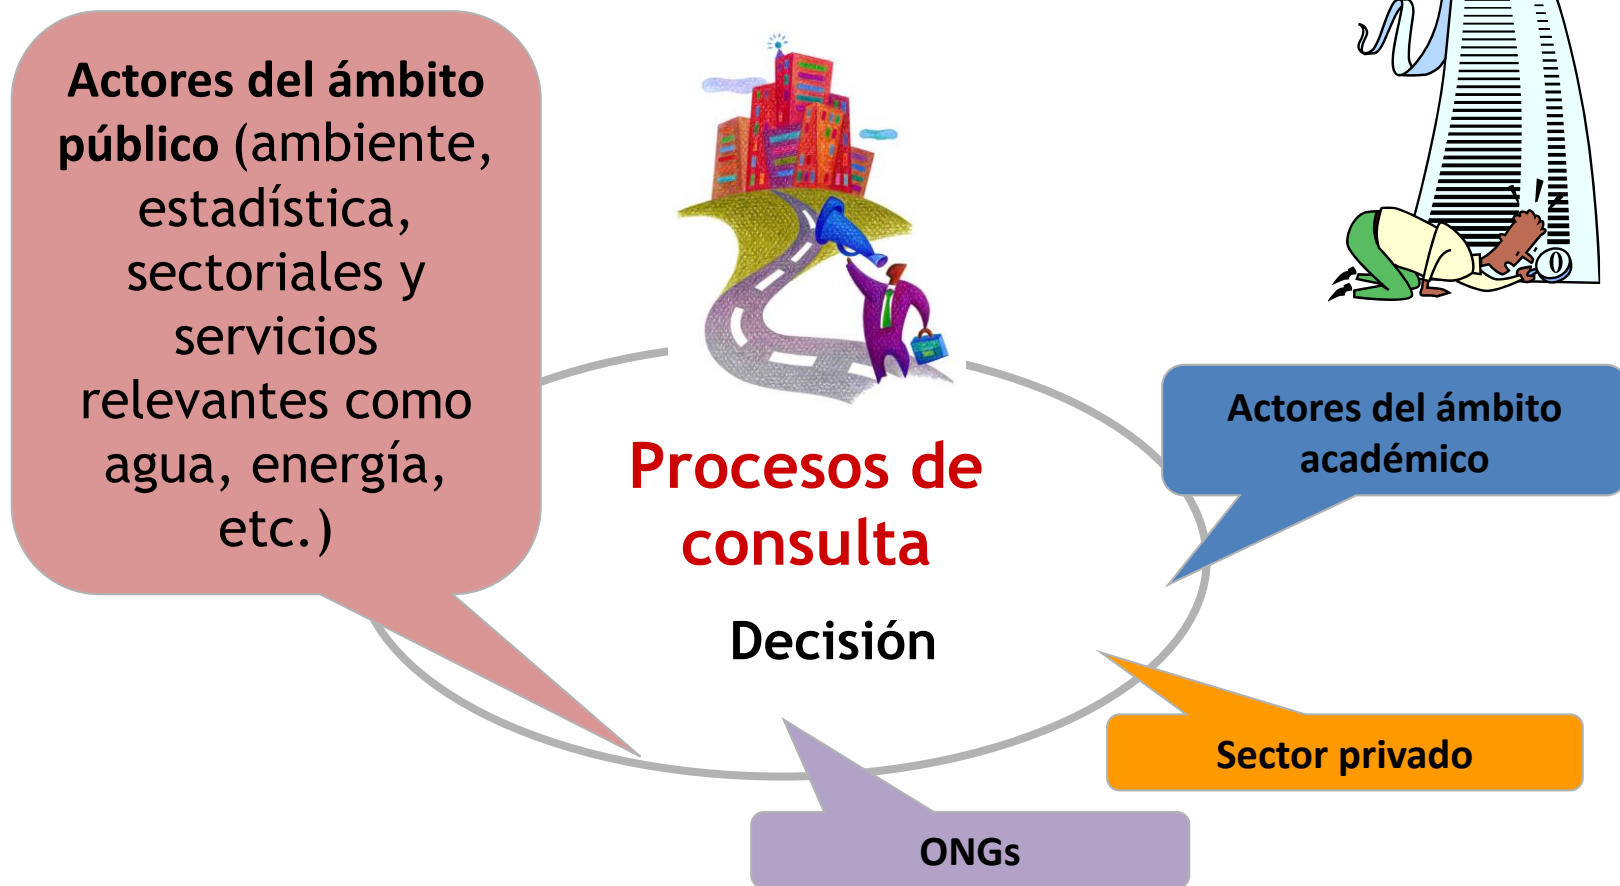 Actores del ámbito
público (ambiente,
estadística,
sectoriales y
servicios
relevantes como
agua, energía,
etc.)
Procesos de
consulta
Decisión
Actores del ámbito
académico
Sector privado
ONGs